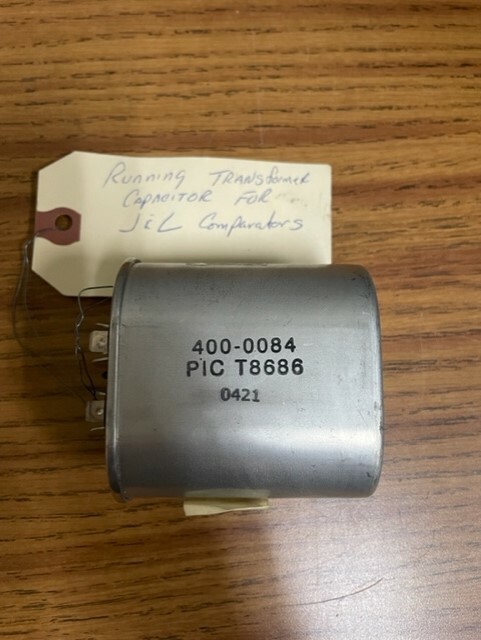 Running Transformer
Capacitor For
J&L Comparators
400-0084
PIC T8686
0421